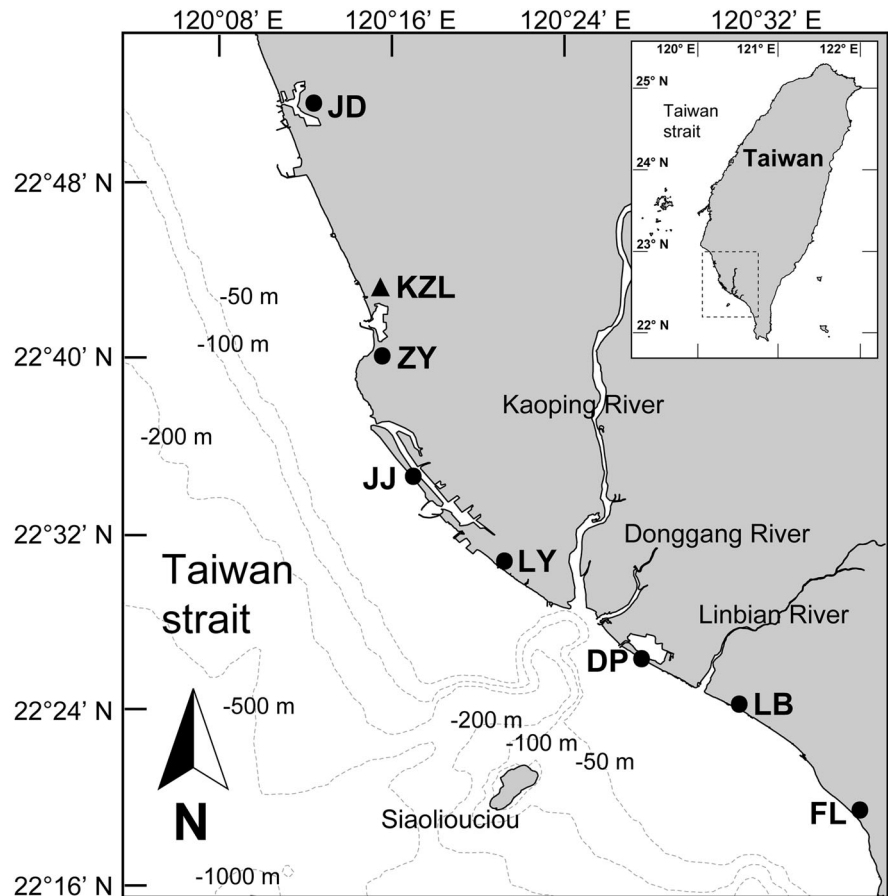 120°08’ E
120°16’ E
120°24’ E
120°32’ E
120° E
121° E
122° E
25° N
Taiwan
strait
24° N
Taiwan
23° N
22° N
JD
22°48’ N
KZL
-50 m
-100 m
22°40’ N
ZY
Kaoping River
-200 m
JJ
22°32’ N
Donggang River
LY
Taiwan
strait
Linbian River
DP
22°24’ N
-500 m
LB
-200 m
-100 m
-50 m
N
Siaoliouciou
FL
-1000 m
22°16’ N